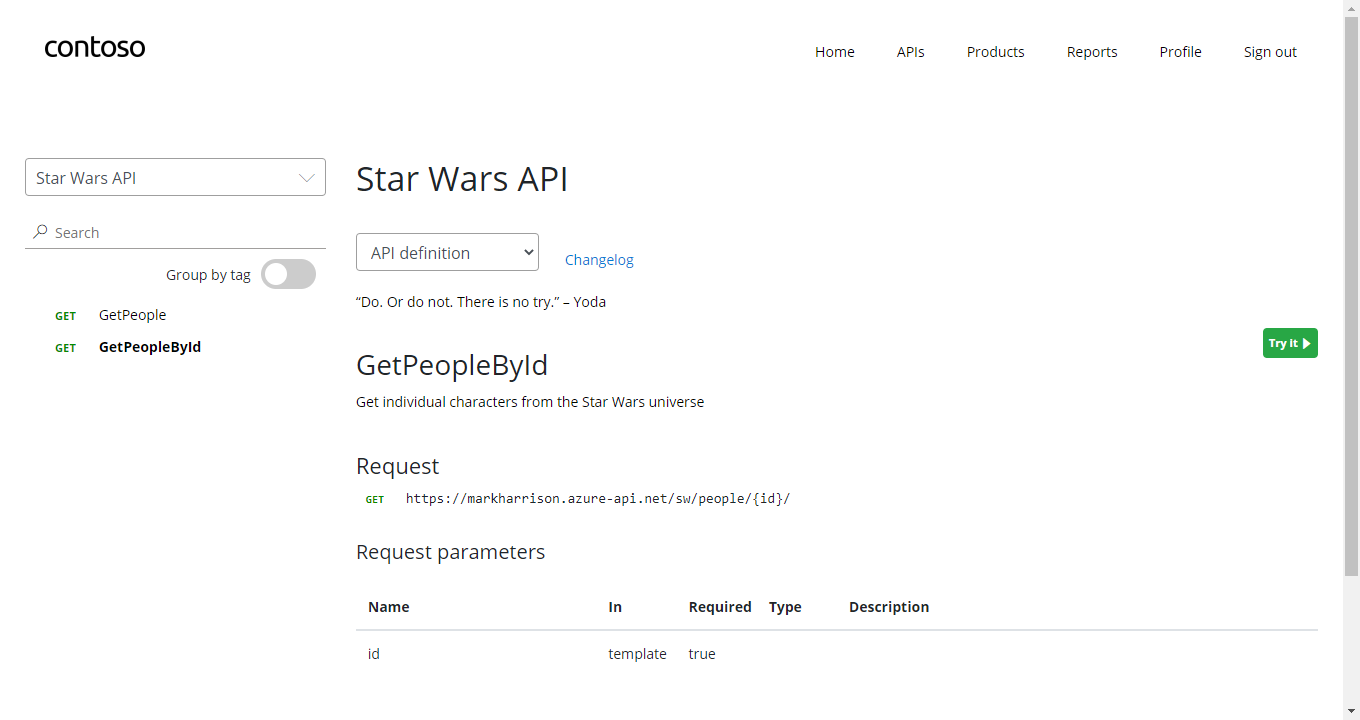 contoso
Home APIs Products Reports Profile Sign out
Star Wars API
Search
Group by tag
GET GetPeople
GET GetPeopleById
Star Wars API
API definition Changelog
“Do. Or do not. There is no try.” – Yoda
Try it
GetPeopleById
Get individual characters from the Star Wars universe
Request
GET https://markharrison.azure-api.net/sw/people/{id}/
Request parameters
Name In Required Type Description
id template true